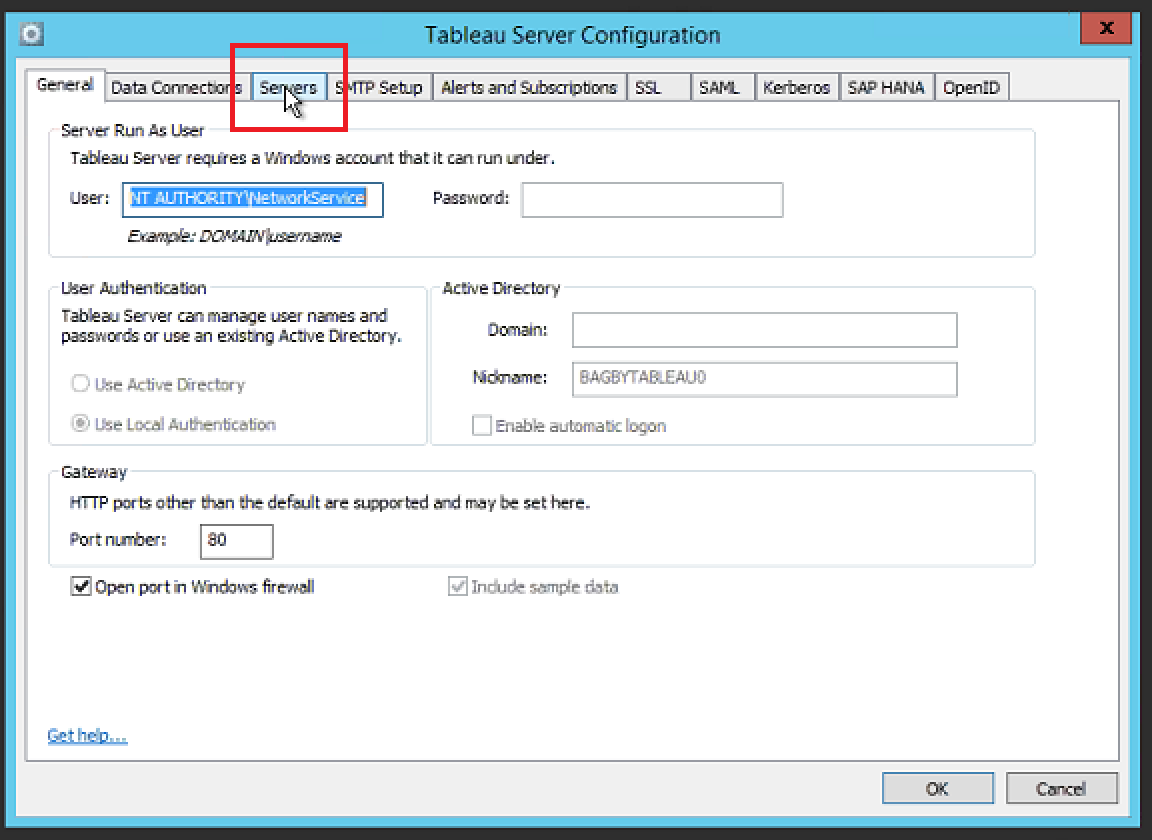 Tableau Server Configuration
x
General Data Connections Servers SMTP Setup Alerts and Subscriptions SSL SAML Kerberos SAP HANA OpenID
Server Run As User
Tableau Server requires a Windows account that it can run under.
User: NT AUTHORITY\NetworkService Password:
Example: DOMAIN\username
User Authentication
Tableau Server can manage user names and
passwords or use an existing Active Directory.
Use Active Directory
Use Local Authentication
Active Directory
Domain:
Nickname: BAGBYTABLEAU0
Enable automatic logon
Gateway
HTTP ports other than the default are supported and may be set here.
Port number: 80
Open port in Windows firewall Include sample data
Get help...
OK Cancel